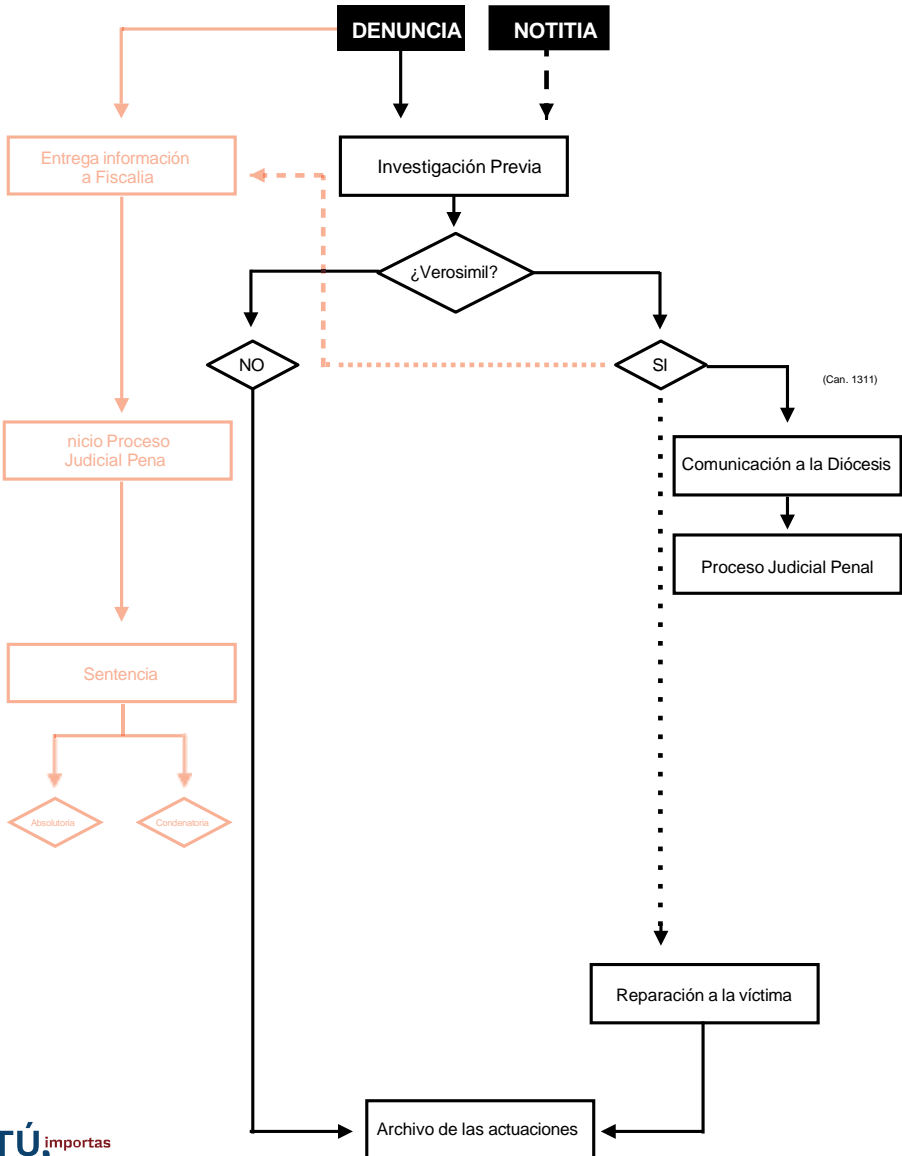 DENUNCIA
NOTITIA
Entrega información
a Fiscalia
Investigación Previa
¿Verosimil?
NO
SI
(Can. 1311)
nicio Proceso
Judicial Pena
Comunicación a la Diócesis
Proceso Judicial Penal
Sentencia
Absolutoria
Condenatoria
Reparación a la víctima
Archivo de las actuaciones
TÚ, importas